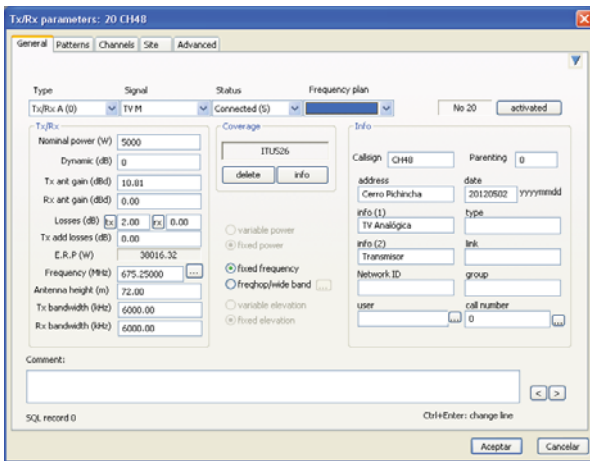 Tx/Rx parameters: 20 CH48
General Patterns Channels Site Advanced
Type Signal Status Frequency plan
Tx/Rx A (0) TV M Connected (5) No 20 activated
Tx/Rx Coverage Info
Nominal power (W) 5000
ITU526
Dynamic (dB) 0
Callsign CH48 Parenting 0
delete info
Tx ant gain (dBd) 10.81
address date
Rx ant gain (dBd) 0.00
Cerro Pichincha 20120502 yyyymmdd
Losses (dB) tx 2.00 rx 0.00
info (1) type
TV Analógica
Tx add losses (dB) 0.00
variable power
fixed power
info (2) link
E.R.P (W) 30016.32
Transmisor
Frequency (MHz) 675.25000 ...
fixed frequency
Network ID group
freqhop/wide band ...
Antenna height (m) 72.00
Tx bandwidth (kHz) 6000.00
variable elevation
user call number
Rx bandwidth (kHz) 6000.00
fixed elevation
... 0 ...
Comment:
< >
SQL record 0 Ctrl+Enter: change line
Aceptar Cancelar